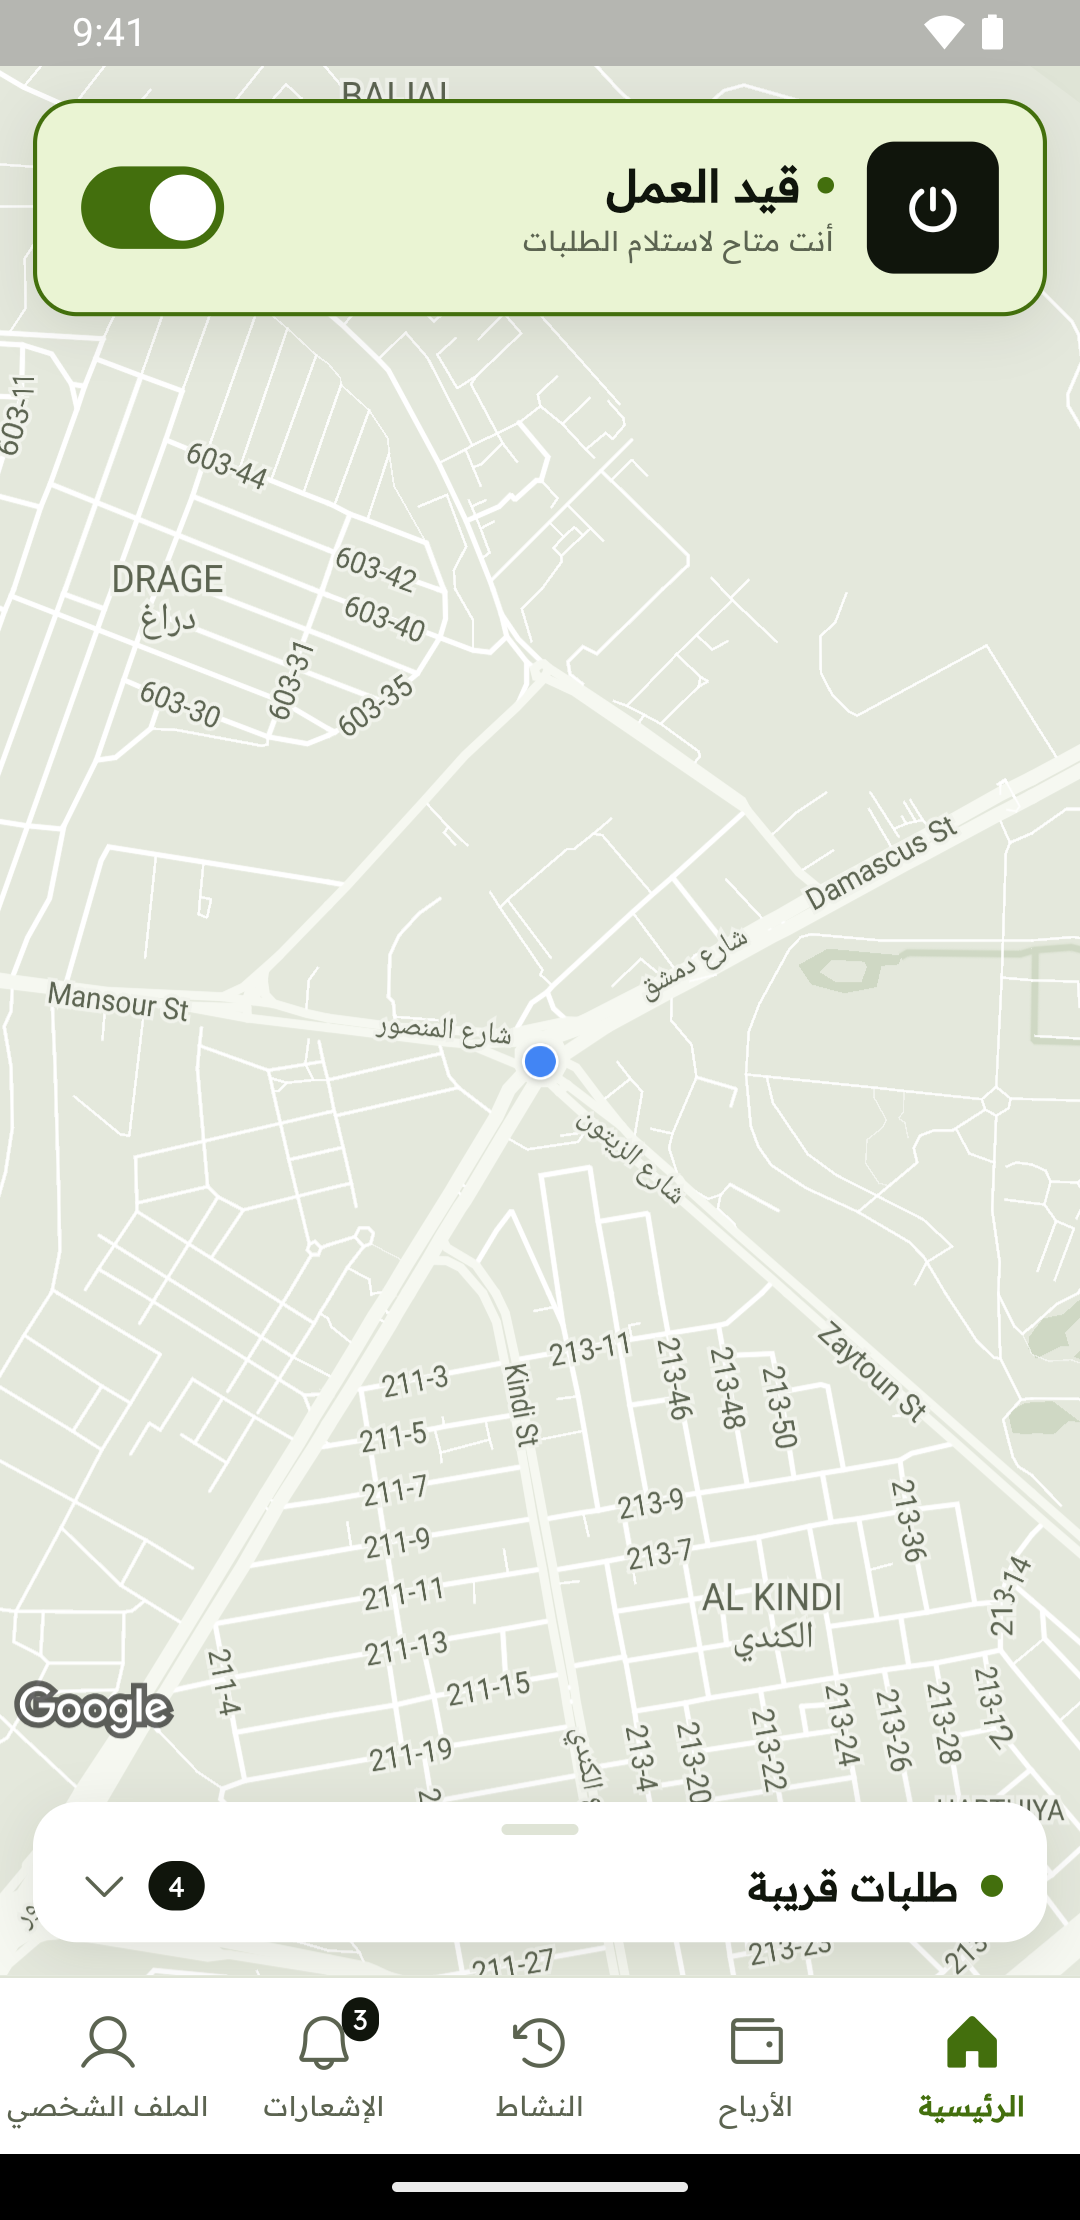 9:41
قيد العمل
أنت متاح لاستلام الطلبات
603-11
603-44
603-42
DRAGE
دراغ
603-40
603-31
603-30
603-35
Damascus St
شارع دمشق
Mansour St
شارع المنصور
شارع الزيتون
Zaytoun St
213-11
211-3
Kindi St
213-46
213-48
213-50
211-5
211-7
213-9
213-36
211-9
213-7
211-11
AL KINDI
الكندي
213-14
211-13
211-4
211-15
213-12
Google
213-24
213-26
213-28
211-19
213-4
213-20
213-22
الكندي
طلبات قريبة
4
211-27
213-23
الرئيسية
الأرباح
النشاط
الإشعارات
3
الملف الشخصي